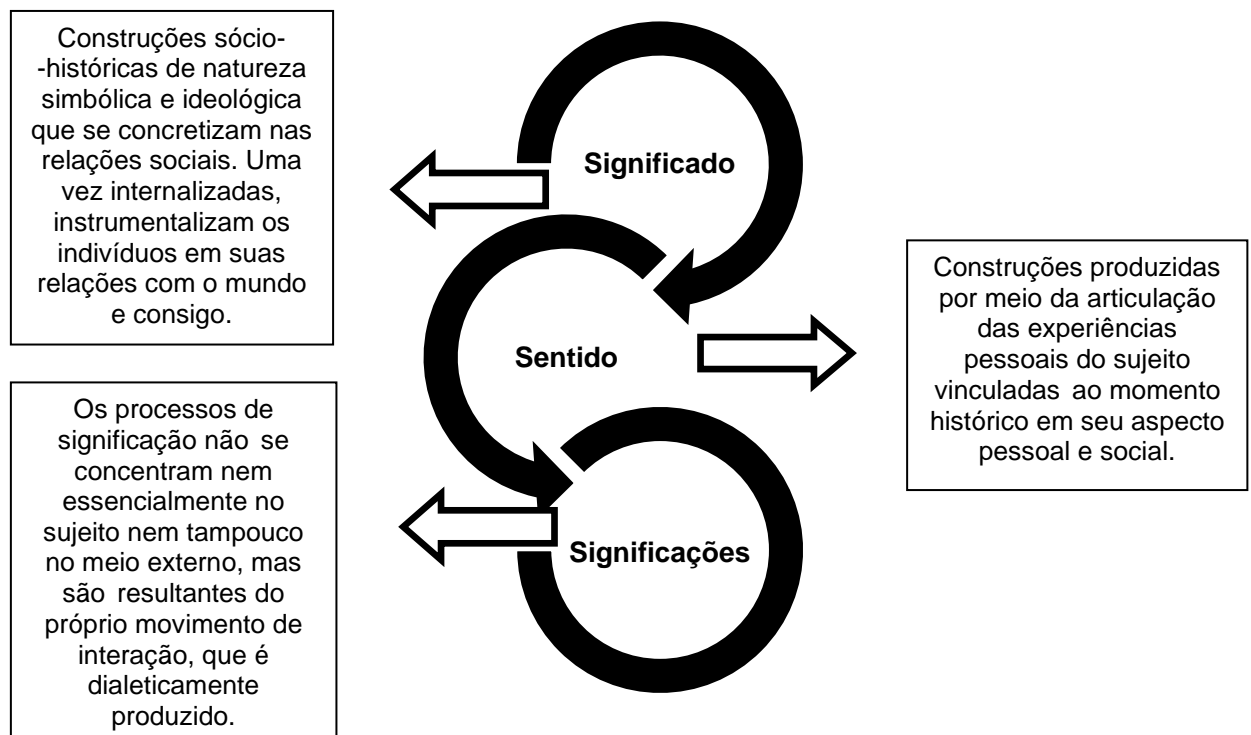 Construções sócio-
-históricas de natureza
simbólica e ideológica
que se concretizam nas
relações sociais. Uma
vez internalizadas,
instrumentalizam os
indivíduos em suas
relações com o mundo
e consigo.
Significado
Sentido
Construções produzidas
por meio da articulação
das experiências
pessoais do sujeito
vinculadas ao momento
histórico em seu aspecto
pessoal e social.
Os processos de
significação não se
concentram nem
essencialmente no
sujeito nem tampouco
no meio externo, mas
são resultantes do
próprio movimento de
interação, que é
dialeticamente
produzido.
Significações